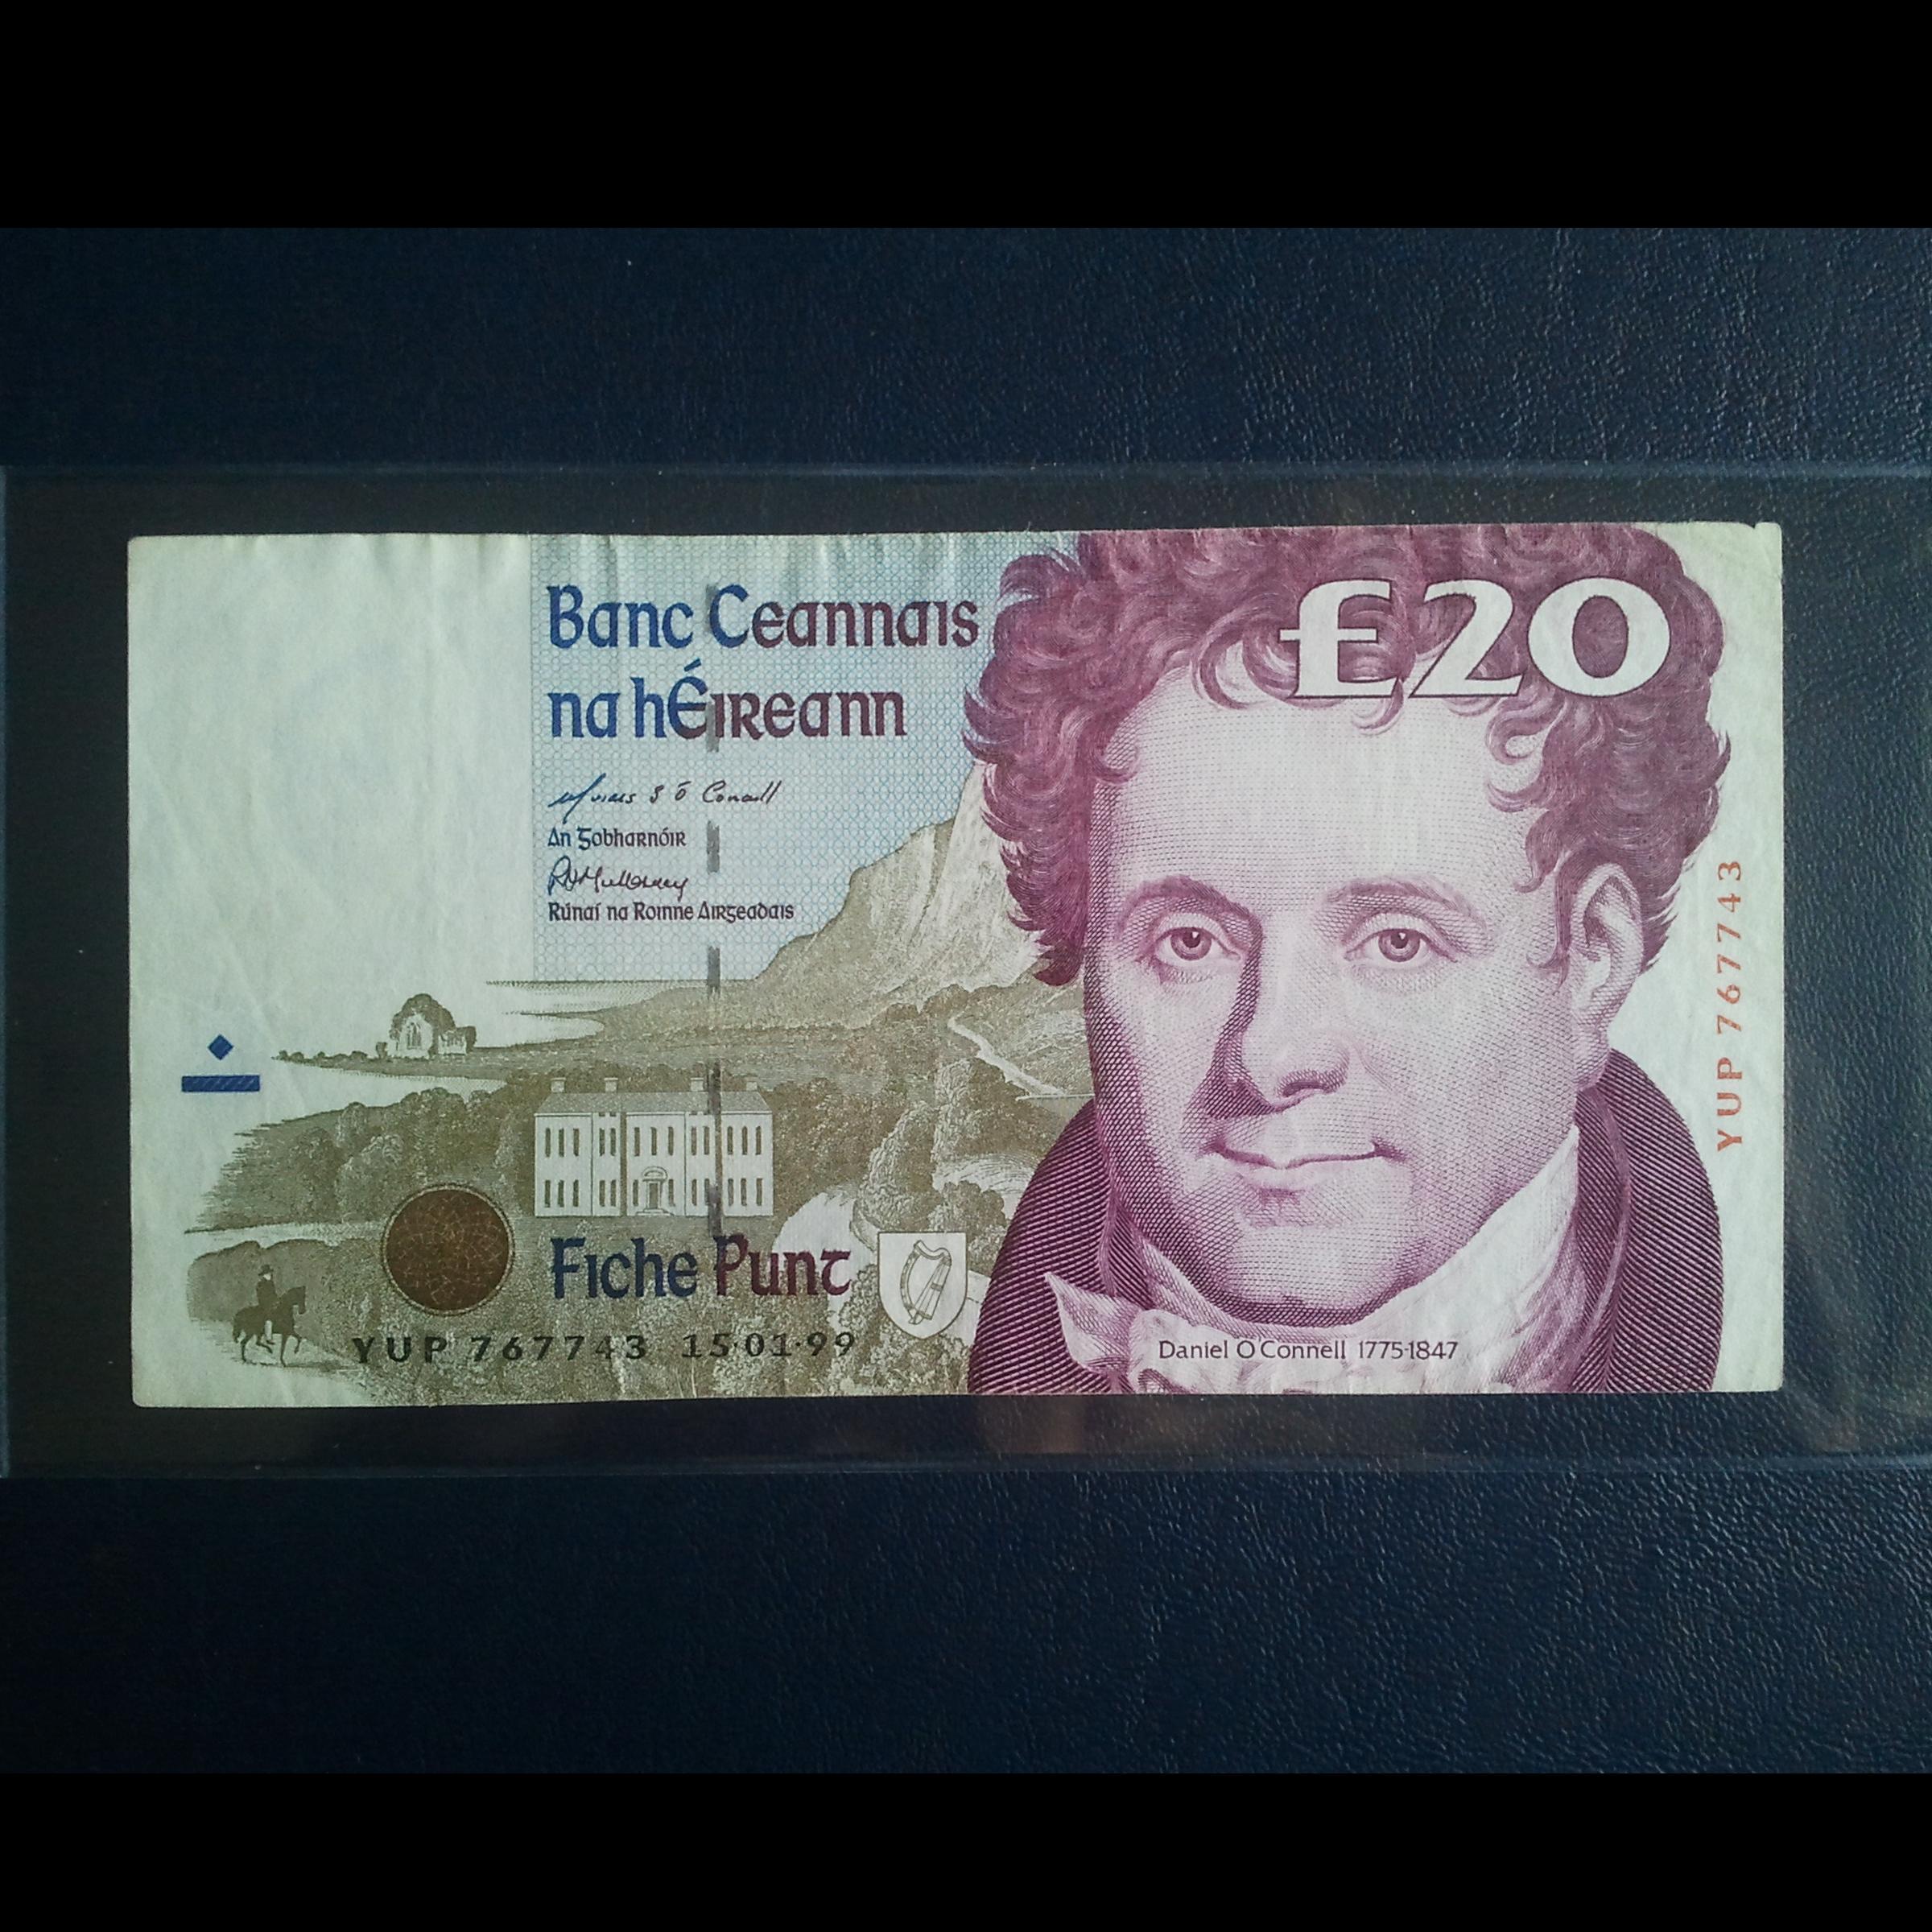 Banc Ceannais
na hÉireann
£20
An Gobharnóir
Rúnaí na Roinne Airgeadais
Fiche Punt
YUP 767743 15·01·99
Daniel O'Connell 1775-1847
YUP 767743